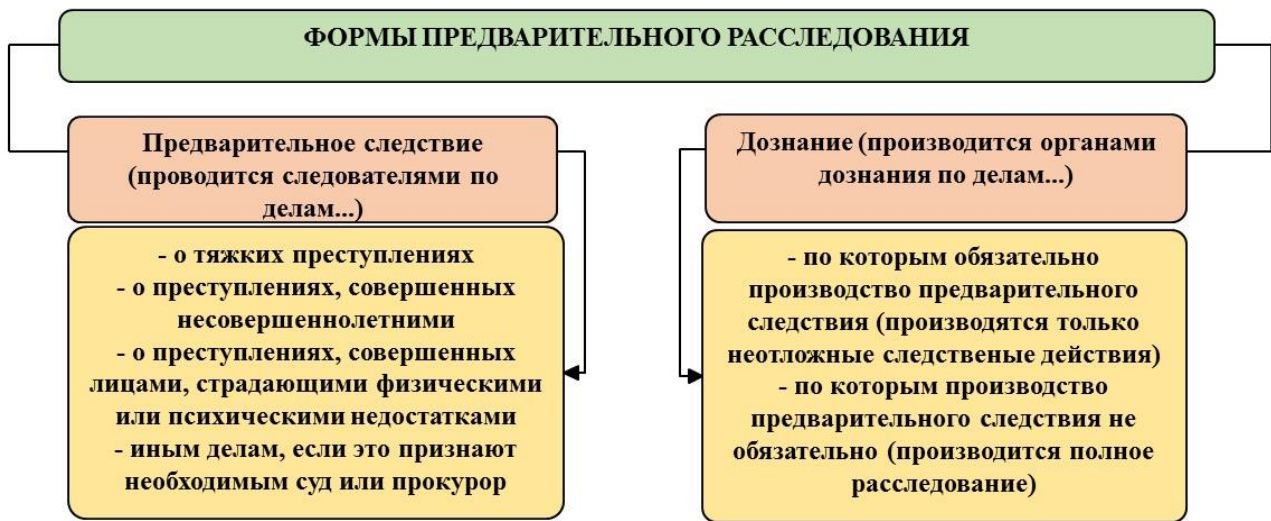 ФОРМЫ ПРЕДВАРИТЕЛЬНОГО РАССЛЕДОВАНИЯ
Предварительное следствие
(проводится следователями по
делам...)
- о тяжких преступлениях
- о преступлениях, совершенных
несовершеннолетними
- о преступлениях, совершенных
лицами, страдающими физическими
или психическими недостатками
- иным делам, если это признают
необходимым суд или прокурор
Дознание (производится органами
дознания по делам...)
- по которым обязательно
производство предварительного
следствия (производятся только
неотложные следственые действия)
- по которым производство
предварительного следствия не
обязательно (производится полное
расследование)